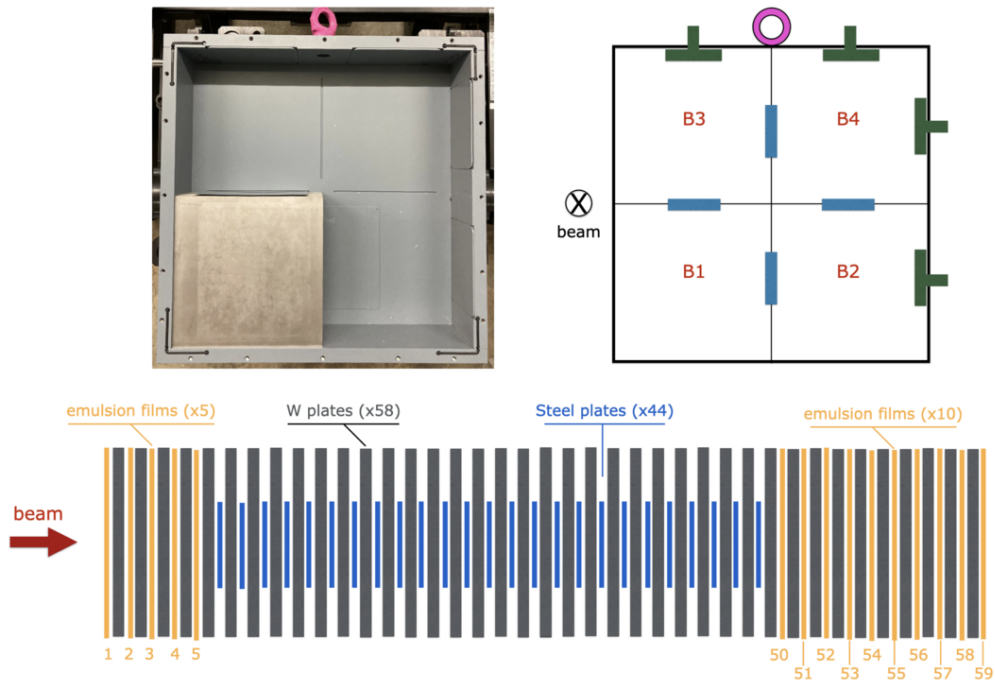 B3
B4
X
beam
B1
B2
emulsion films (x5)
W plates (x58)
Steel plates (x44)
emulsion films (x10)
beam
1 2 3 4 5
50 52 54 56 58
51 53 55 57 59